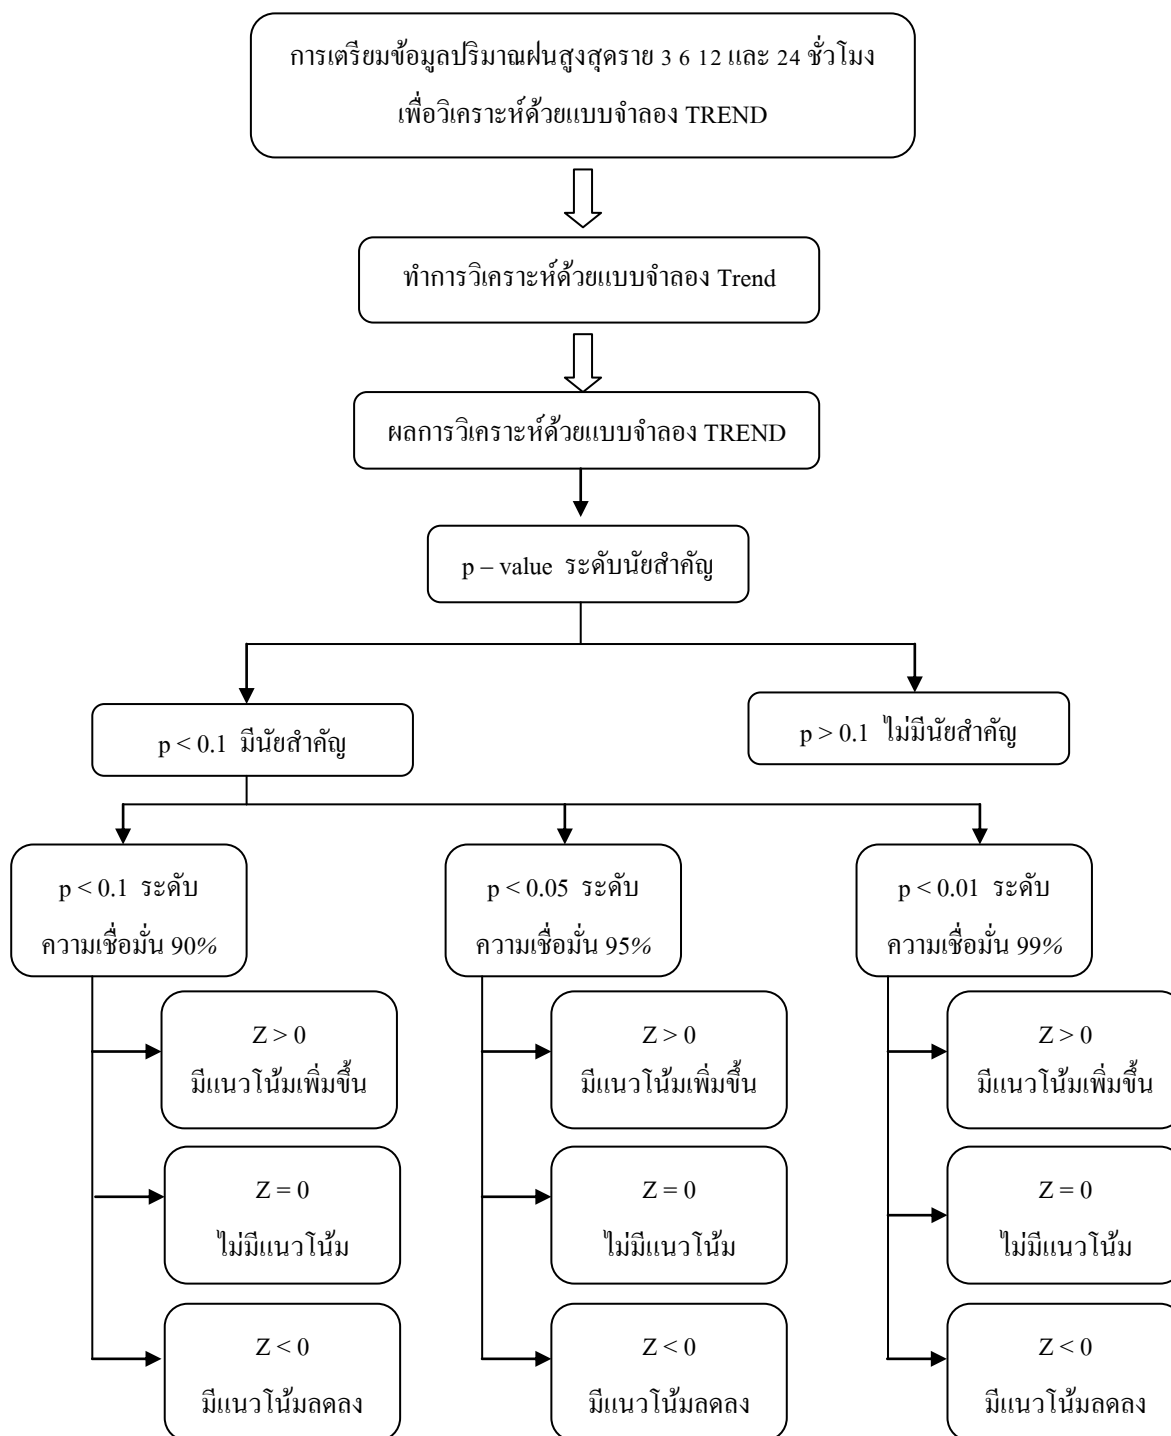 การเตรียมข้อมูลปริมาณฝนสูงสุดราย 3 6 12 และ 24 ชั่วโมง
เพื่อวิเคราะห์ด้วยแบบจำลอง TREND
ทำการวิเคราะห์ด้วยแบบจำลอง Trend
ผลการวิเคราะห์ด้วยแบบจำลอง TREND
p – value ระดับนัยสำคัญ
p < 0.1 มีนัยสำคัญ
p > 0.1 ไม่มีนัยสำคัญ
p < 0.1 ระดับ
ความเชื่อมั่น 90%
p < 0.05 ระดับ
ความเชื่อมั่น 95%
p < 0.01 ระดับ
ความเชื่อมั่น 99%
Z > 0
มีแนวโน้มเพิ่มขึ้น
Z > 0
มีแนวโน้มเพิ่มขึ้น
Z > 0
มีแนวโน้มเพิ่มขึ้น
Z = 0
ไม่มีแนวโน้ม
Z = 0
ไม่มีแนวโน้ม
Z = 0
ไม่มีแนวโน้ม
Z < 0
มีแนวโน้มลดลง
Z < 0
มีแนวโน้มลดลง
Z < 0
มีแนวโน้มลดลง